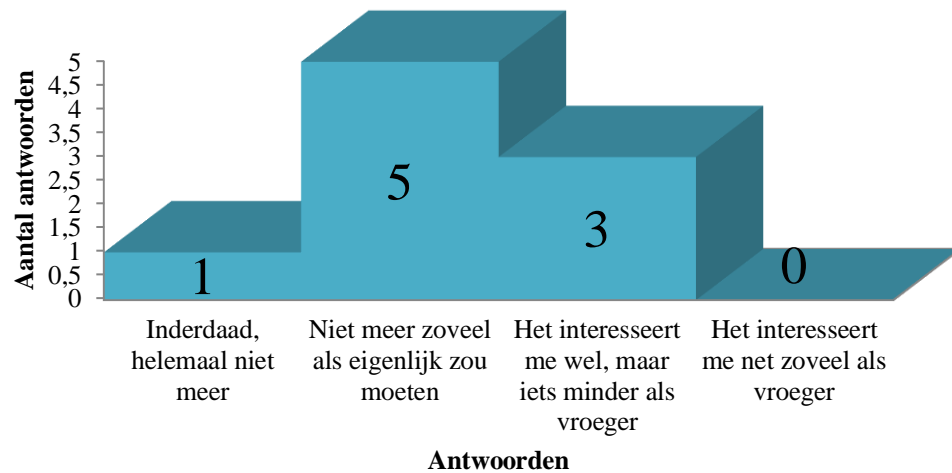 Aantal antwoorden
5
4,5
4
3,5
3
2,5
2
1,5
1
0,5
0
1
5
3
0
Inderdaad,
helemaal niet
meer
Niet meer zoveel
als eigenlijk zou
moeten
Het interesseert
me wel, maar
iets minder als
vroeger
Het interesseert
me net zoveel als
vroeger
Antwoorden